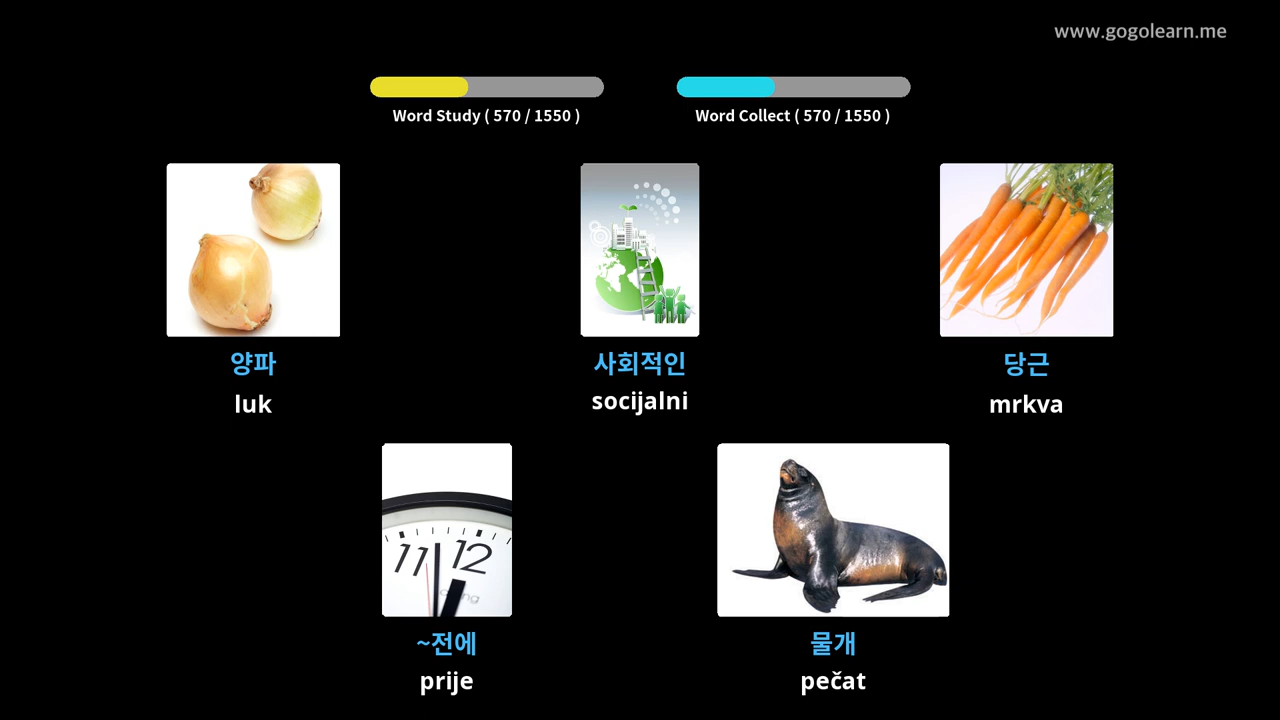 www.gogolearn.me
Word Study ( 570 / 1550 )
Word Collect ( 570 / 1550 )
양파
luk
사회적인
socijalni
당근
mrkva
11 12
~전에
prije
물개
pečat